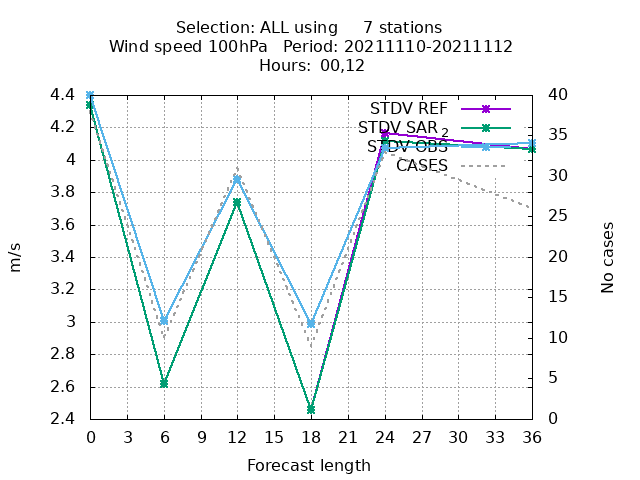 Selection: ALL using     7 stations
Wind speed 100hPa   Period: 20211110-20211112
Hours: 00,12
STDV REF
STDV SAR 2
STDV OBS
CASES
4.4
4.2
4
3.8
3.6
3.4
3.2
3
2.8
2.6
2.4
40
35
30
25
20
15
10
5
0
m/s
No cases
0 3 6 9 12 15 18 21 24 27 30 33 36
Forecast length